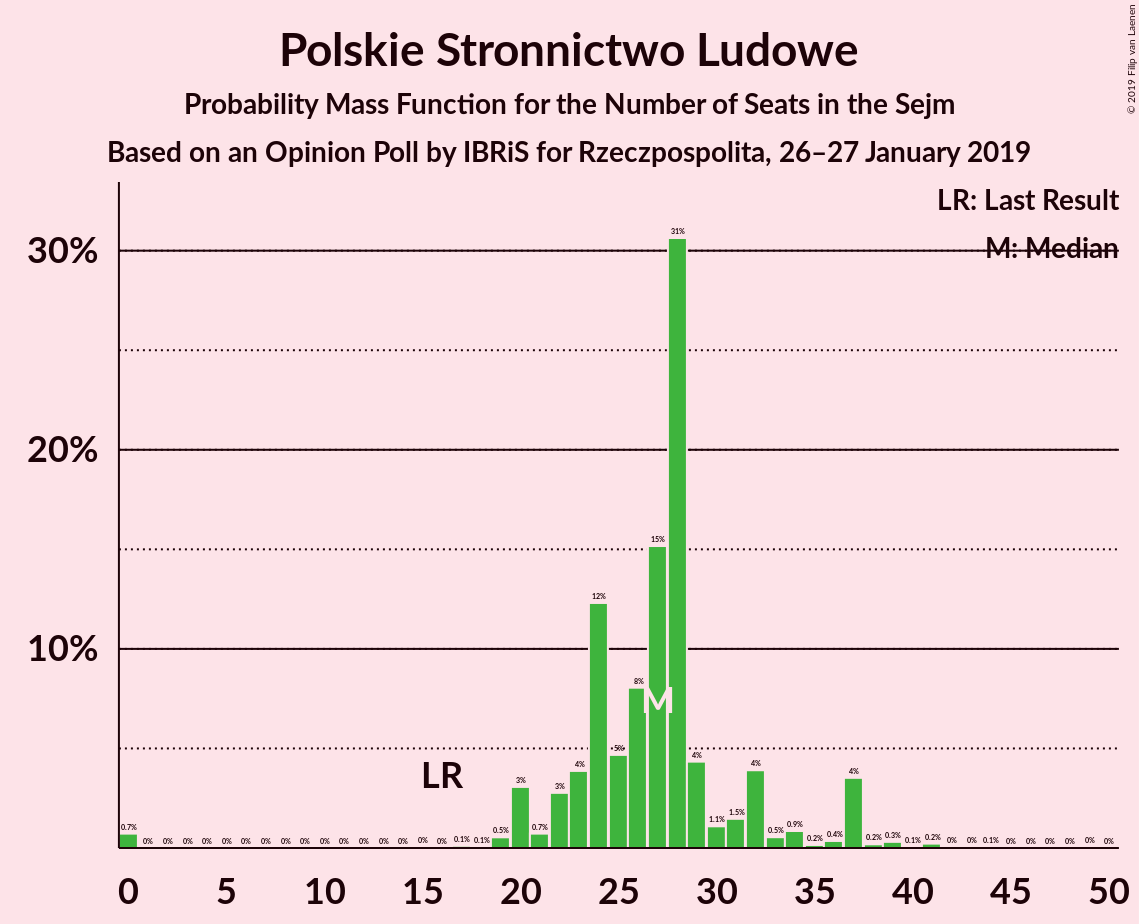 Polskie Stronnictwo Ludowe
Probability Mass Function for the Number of Seats in the Sejm
Based on an Opinion Poll by IBRiS for Rzeczpospolita, 26–27 January 2019
© 2019 Filip van Laenen
LR: Last Result
M: Median
30%
20%
10%
LR
M
0.7% 0% 0% 0% 0% 0% 0% 0% 0% 0% 0% 0% 0% 0% 0% 0% 0% 0.1% 0.1% 0.5% 3% 0.7% 3% 4% 12% 5% 8% 15% 31% 4% 1.1% 1.5% 4% 0.5% 0.9% 0.2% 0.4% 4% 0.2% 0.3% 0.1% 0.2% 0% 0% 0.1% 0% 0% 0% 0% 0% 0%
0 5 10 15 20 25 30 35 40 45 50